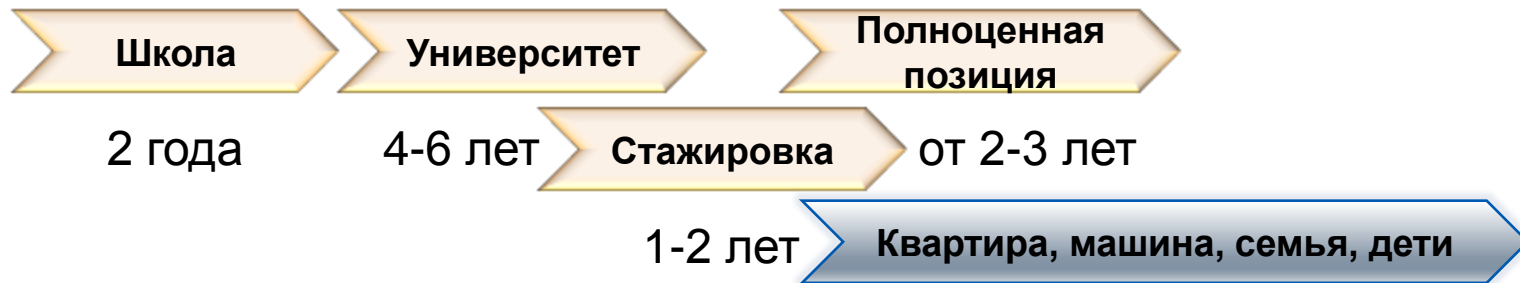 Школа
Университет
Полноценная
позиция
2 года
4-6 лет
Стажировка
от 2-3 лет
1-2 лет
Квартира, машина, семья, дети